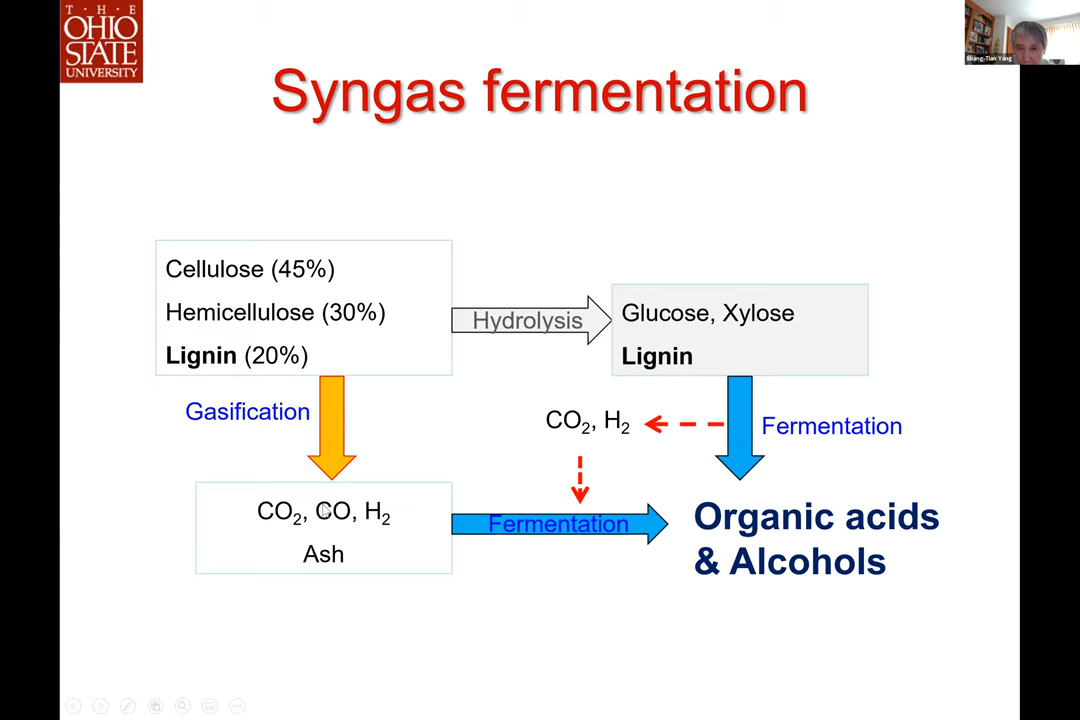 THE
OHIO
STATE
UNIVERSITY
Shang-Tian Yang
Syngas fermentation
Cellulose (45%)
Hemicellulose (30%)
Lignin (20%)
Hydrolysis
Glucose, Xylose
Lignin
Gasification
CO₂, H₂
Fermentation
CO₂, CO, H₂
Ash
Fermentation
Organic acids
& Alcohols